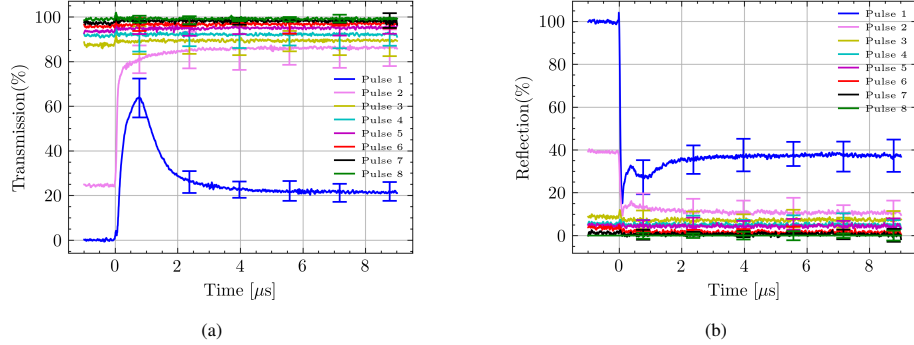 100
80
60
40
20
0
Transmission(%)
Pulse 1
Pulse 2
Pulse 3
Pulse 4
Pulse 5
Pulse 6
Pulse 7
Pulse 8
0
2
4
6
8
Time [μs]
(a)
100
80
60
40
20
0
Reflection(%)
Pulse 1
Pulse 2
Pulse 3
Pulse 4
Pulse 5
Pulse 6
Pulse 7
Pulse 8
0
2
4
6
8
Time [μs]
(b)